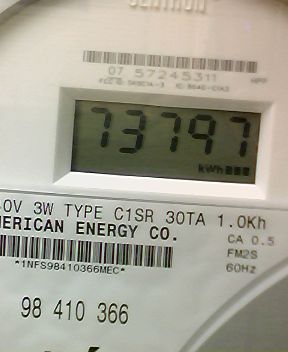 CENTRON
07 57245311
73797
kWh
0V 3W TYPE C1SR 30TA 1.0Kh
MERICAN ENERGY CO.
CA 0.5
*1NFS98410366MEC*
FM2S
60Hz
98 410 366